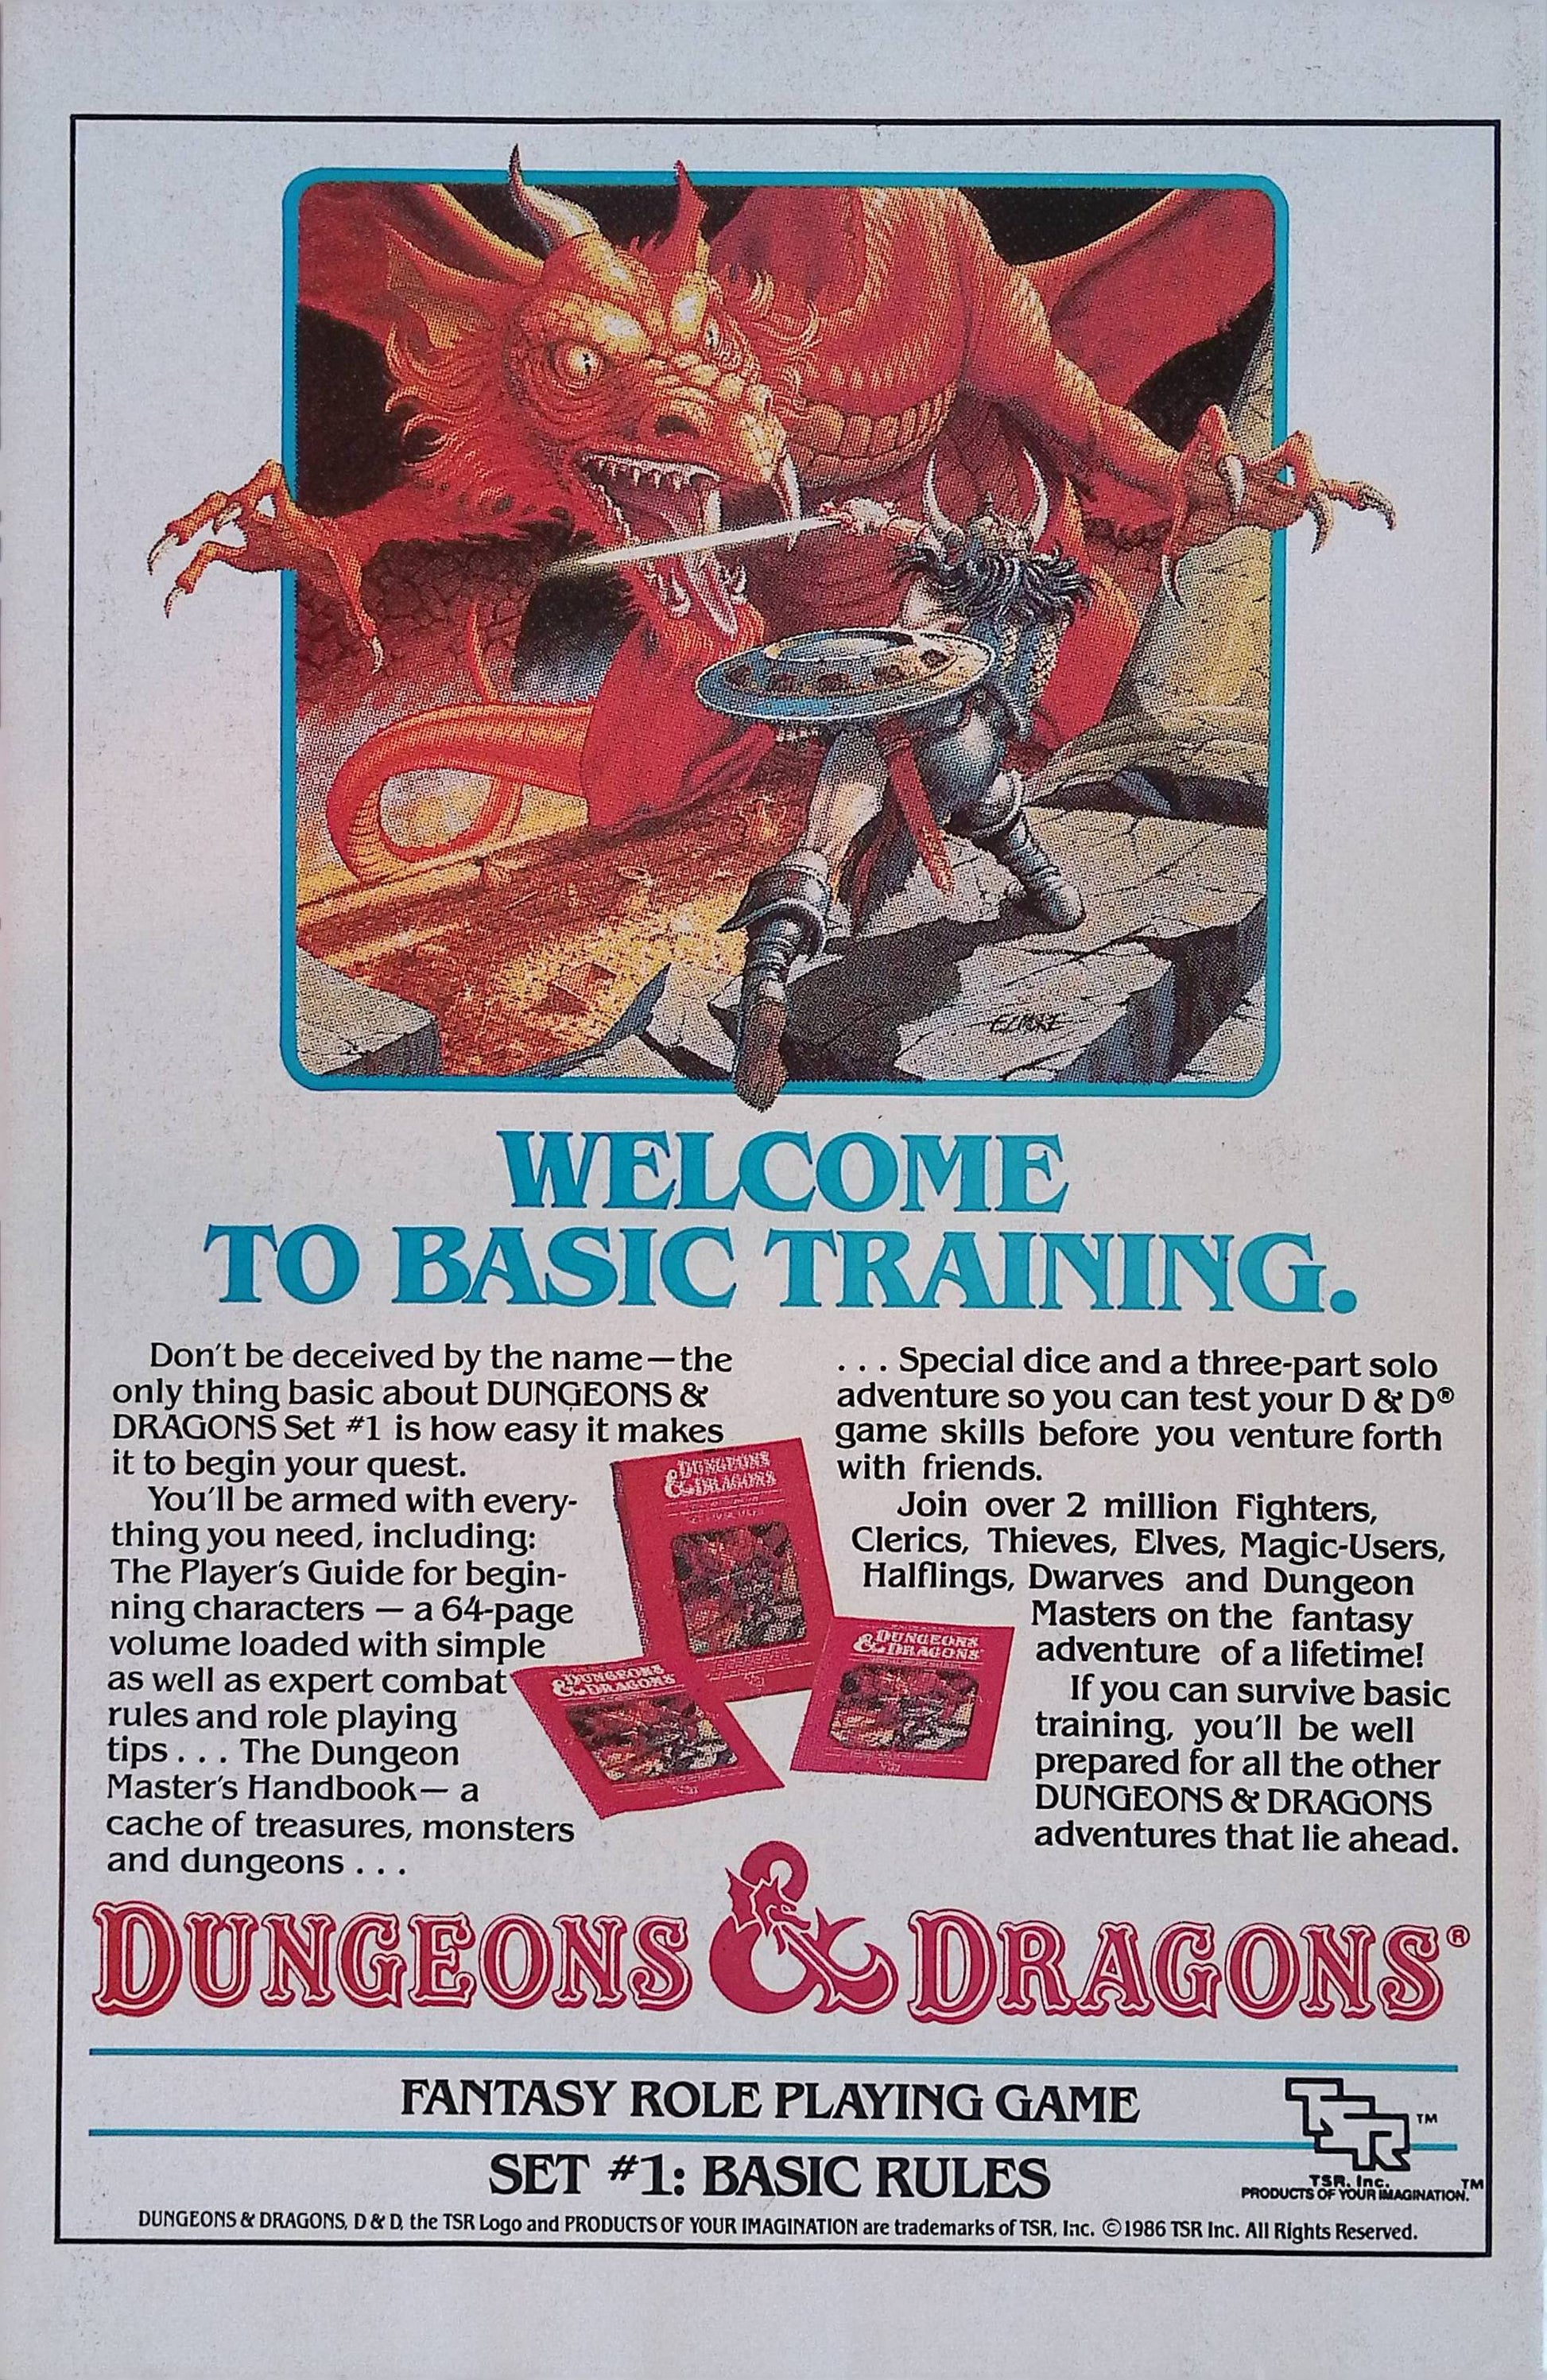 ELMORE
WELCOME
TO BASIC TRAINING.
Don't be deceived by the name—the
only thing basic about DUNGEONS &
DRAGONS Set #1 is how easy it makes
it to begin your quest.
You'll be armed with every-
thing you need, including:
The Player's Guide for begin-
ning characters — a 64-page
volume loaded with simple
as well as expert combat
rules and role playing
tips . . . The Dungeon
Master's Handbook— a
cache of treasures, monsters
and dungeons . . .
. . . Special dice and a three-part solo
adventure so you can test your D & D®
game skills before you venture forth
with friends.
Join over 2 million Fighters,
Clerics, Thieves, Elves, Magic-Users,
Halflings, Dwarves and Dungeon
Masters on the fantasy
adventure of a lifetime!
If you can survive basic
training, you'll be well
prepared for all the other
DUNGEONS & DRAGONS
adventures that lie ahead.
DUNGEONS
& DRAGONS
DUNGEONS
& DRAGONS
DUNGEONS
& DRAGONS
DUNGEONS & DRAGONS®
FANTASY ROLE PLAYING GAME
SET #1: BASIC RULES
TSR™
TSR, Inc.
PRODUCTS OF YOUR IMAGINATION.™
DUNGEONS & DRAGONS, D & D, the TSR Logo and PRODUCTS OF YOUR IMAGINATION are trademarks of TSR, Inc. ©1986 TSR Inc. All Rights Reserved.